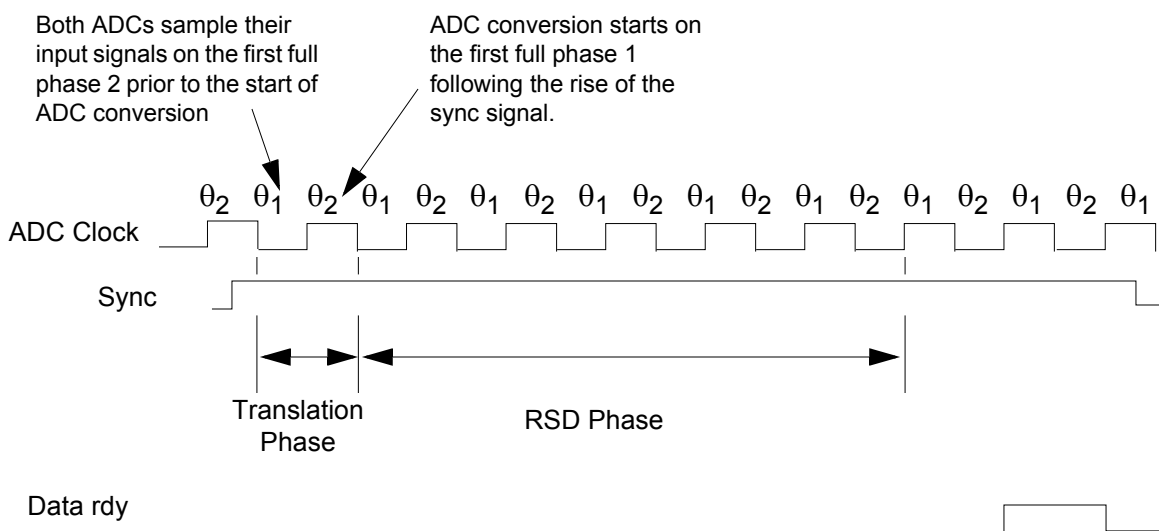 Both ADCs sample their
input signals on the first full
phase 2 prior to the start of
ADC conversion
ADC conversion starts on
the first full phase 1
following the rise of the
sync signal.
θ2 θ1 θ2 θ1 θ2 θ1 θ2 θ1 θ2 θ1 θ2 θ1 θ2 θ1 θ2 θ1 θ2 θ1
ADC Clock
Sync
Translation
Phase
RSD Phase
Data rdy